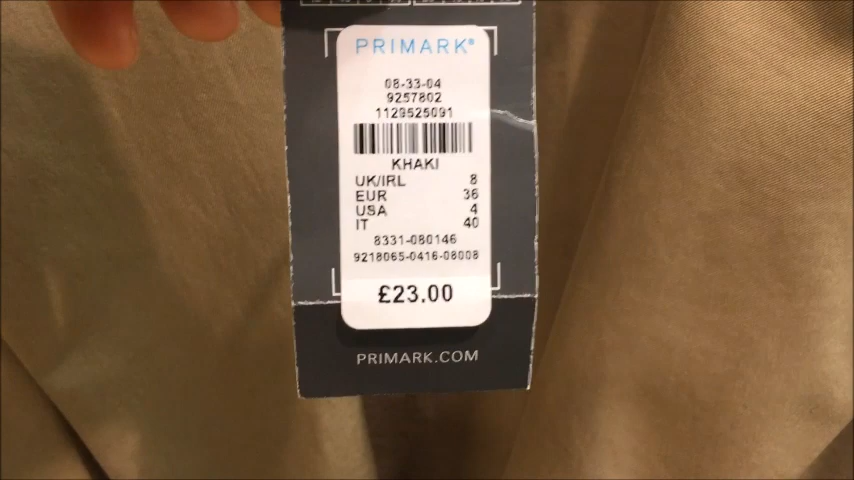 PRIMARK®
08-33-04
9257802
1129525091
KHAKI
UK/IRL 8
EUR 36
USA 4
IT 40
8331-080146
9218065-0416-08008
£23.00
PRIMARK.COM